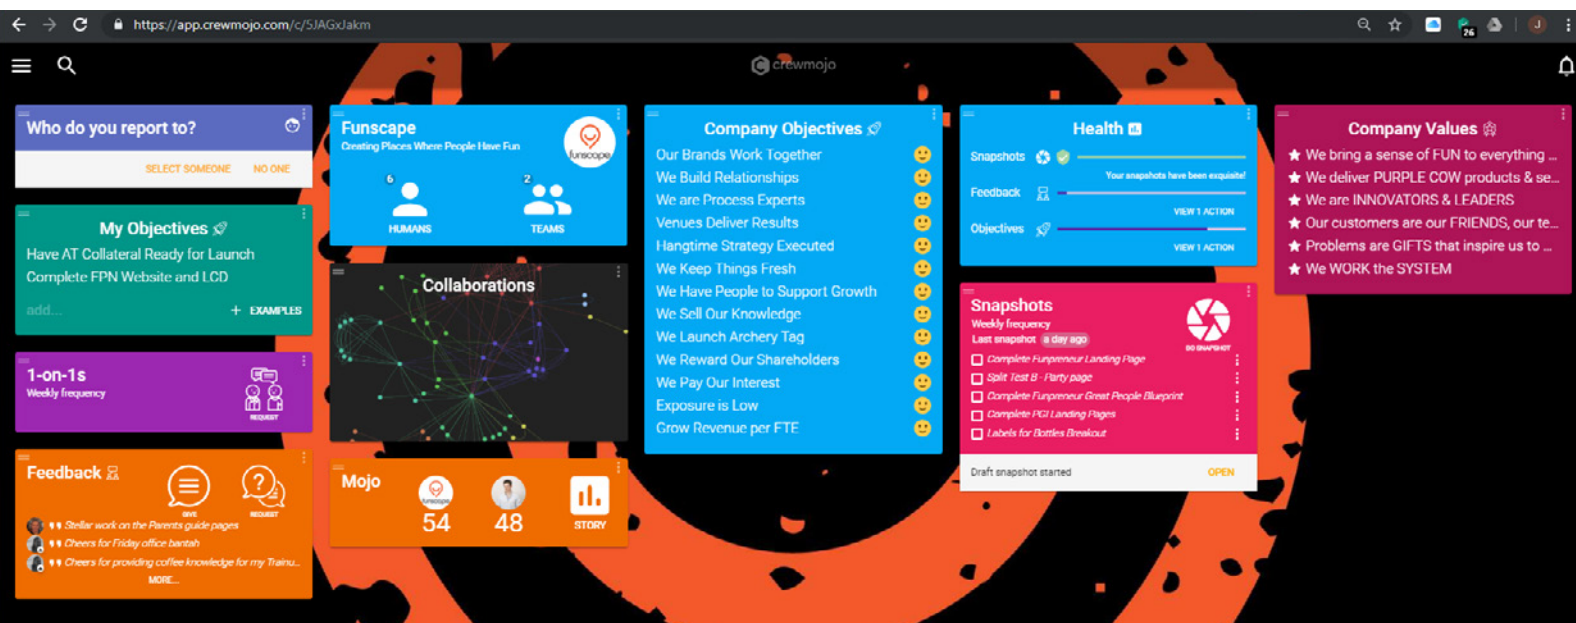 https://app.crewmojo.com/c/5JAGxJakm
26
J
crewmojo
Who do you report to?
SELECT SOMEONE NO ONE
My Objectives
Have AT Collateral Ready for Launch
Complete FPN Website and LCD
add... + EXAMPLES
1-on-1s
Weekly frequency
REQUEST
Feedback
GIVE REQUEST
Stellar work on the Parents guide pages
Cheers for Friday office bantah
Cheers for providing coffee knowledge for my Trainu...
MORE...
Funscape
Creating Places Where People Have Fun
funscape
6 2
HUMANS TEAMS
Collaborations
Mojo
funscape
54 48 STORY
Company Objectives
Our Brands Work Together
We Build Relationships
We are Process Experts
Venues Deliver Results
Hangtime Strategy Executed
We Keep Things Fresh
We Have People to Support Growth
We Sell Our Knowledge
We Launch Archery Tag
We Reward Our Shareholders
We Pay Our Interest
Exposure is Low
Grow Revenue per FTE
Health
Snapshots
Your snapshots have been exquisite!
Feedback
VIEW 1 ACTION
Objectives
VIEW 1 ACTION
Snapshots
Weekly frequency
Last snapshot a day ago
DO SNAPSHOT
Complete Funpreneur Landing Page
Split Test B - Party page
Complete Funpreneur Great People Blueprint
Complete PGI Landing Pages
Labels for Bottles Breakout
Draft snapshot started OPEN
Company Values
★ We bring a sense of FUN to everything ...
★ We deliver PURPLE COW products & se...
★ We are INNOVATORS & LEADERS
★ Our customers are our FRIENDS, our te...
★ Problems are GIFTS that inspire us to ...
★ We WORK the SYSTEM